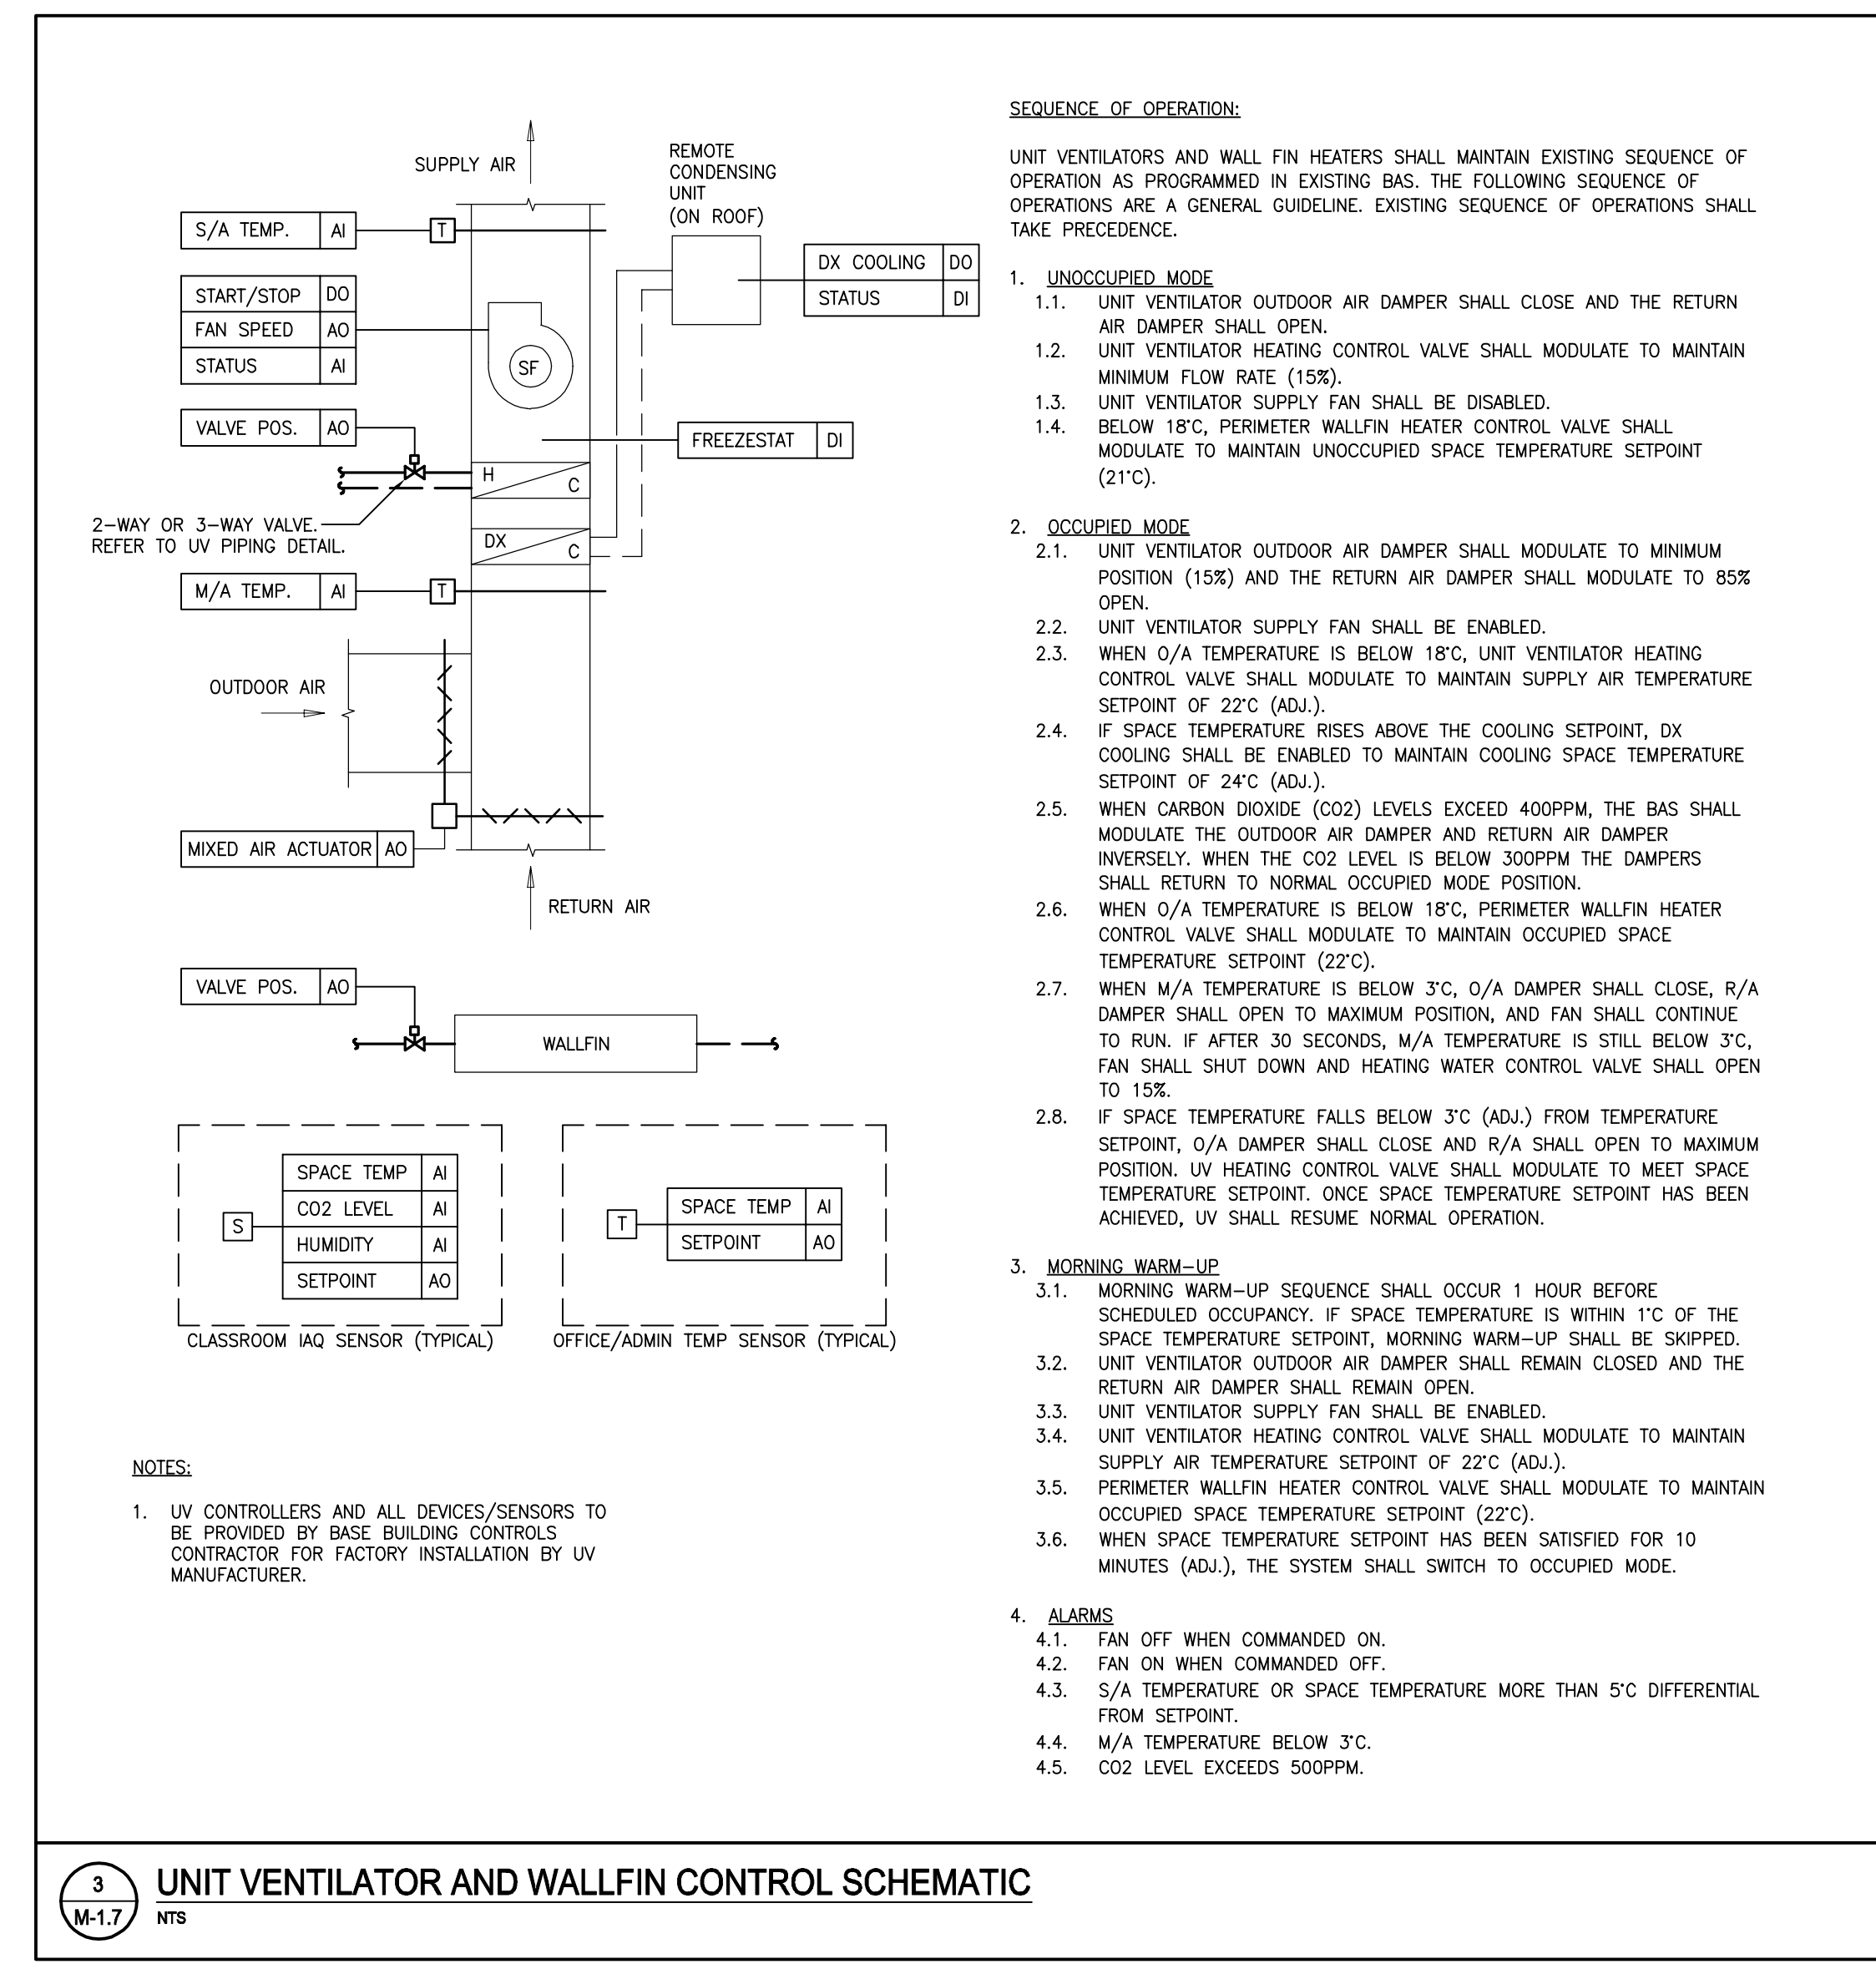 SUPPLY AIR
REMOTE
CONDENSING
UNIT
(ON ROOF)
S/A TEMP. AI
T
DX COOLING DO
STATUS DI
START/STOP DO
FAN SPEED AO
STATUS AI
SF
VALVE POS. AO
FREEZESTAT DI
H
C
2-WAY OR 3-WAY VALVE.
REFER TO UV PIPING DETAIL.
DX
C
M/A TEMP. AI
T
OUTDOOR AIR
MIXED AIR ACTUATOR AO
RETURN AIR
VALVE POS. AO
WALLFIN
S
SPACE TEMP AI
CO2 LEVEL AI
HUMIDITY AI
SETPOINT AO
CLASSROOM IAQ SENSOR (TYPICAL)
T
SPACE TEMP AI
SETPOINT AO
OFFICE/ADMIN TEMP SENSOR (TYPICAL)
NOTES:
1. UV CONTROLLERS AND ALL DEVICES/SENSORS TO
BE PROVIDED BY BASE BUILDING CONTROLS
CONTRACTOR FOR FACTORY INSTALLATION BY UV
MANUFACTURER.
SEQUENCE OF OPERATION:
UNIT VENTILATORS AND WALL FIN HEATERS SHALL MAINTAIN EXISTING SEQUENCE OF
OPERATION AS PROGRAMMED IN EXISTING BAS. THE FOLLOWING SEQUENCE OF
OPERATIONS ARE A GENERAL GUIDELINE. EXISTING SEQUENCE OF OPERATIONS SHALL
TAKE PRECEDENCE.
1. UNOCCUPIED MODE
1.1. UNIT VENTILATOR OUTDOOR AIR DAMPER SHALL CLOSE AND THE RETURN
AIR DAMPER SHALL OPEN.
1.2. UNIT VENTILATOR HEATING CONTROL VALVE SHALL MODULATE TO MAINTAIN
MINIMUM FLOW RATE (15%).
1.3. UNIT VENTILATOR SUPPLY FAN SHALL BE DISABLED.
1.4. BELOW 18°C, PERIMETER WALLFIN HEATER CONTROL VALVE SHALL
MODULATE TO MAINTAIN UNOCCUPIED SPACE TEMPERATURE SETPOINT
(21°C).
2. OCCUPIED MODE
2.1. UNIT VENTILATOR OUTDOOR AIR DAMPER SHALL MODULATE TO MINIMUM
POSITION (15%) AND THE RETURN AIR DAMPER SHALL MODULATE TO 85%
OPEN.
2.2. UNIT VENTILATOR SUPPLY FAN SHALL BE ENABLED.
2.3. WHEN O/A TEMPERATURE IS BELOW 18°C, UNIT VENTILATOR HEATING
CONTROL VALVE SHALL MODULATE TO MAINTAIN SUPPLY AIR TEMPERATURE
SETPOINT OF 22°C (ADJ.).
2.4. IF SPACE TEMPERATURE RISES ABOVE THE COOLING SETPOINT, DX
COOLING SHALL BE ENABLED TO MAINTAIN COOLING SPACE TEMPERATURE
SETPOINT OF 24°C (ADJ.).
2.5. WHEN CARBON DIOXIDE (CO2) LEVELS EXCEED 400PPM, THE BAS SHALL
MODULATE THE OUTDOOR AIR DAMPER AND RETURN AIR DAMPER
INVERSELY. WHEN THE CO2 LEVEL IS BELOW 300PPM THE DAMPERS
SHALL RETURN TO NORMAL OCCUPIED MODE POSITION.
2.6. WHEN O/A TEMPERATURE IS BELOW 18°C, PERIMETER WALLFIN HEATER
CONTROL VALVE SHALL MODULATE TO MAINTAIN OCCUPIED SPACE
TEMPERATURE SETPOINT (22°C).
2.7. WHEN M/A TEMPERATURE IS BELOW 3°C, O/A DAMPER SHALL CLOSE, R/A
DAMPER SHALL OPEN TO MAXIMUM POSITION, AND FAN SHALL CONTINUE
TO RUN. IF AFTER 30 SECONDS, M/A TEMPERATURE IS STILL BELOW 3°C,
FAN SHALL SHUT DOWN AND HEATING WATER CONTROL VALVE SHALL OPEN
TO 15%.
2.8. IF SPACE TEMPERATURE FALLS BELOW 3°C (ADJ.) FROM TEMPERATURE
SETPOINT, O/A DAMPER SHALL CLOSE AND R/A SHALL OPEN TO MAXIMUM
POSITION. UV HEATING CONTROL VALVE SHALL MODULATE TO MEET SPACE
TEMPERATURE SETPOINT. ONCE SPACE TEMPERATURE SETPOINT HAS BEEN
ACHIEVED, UV SHALL RESUME NORMAL OPERATION.
3. MORNING WARM-UP
3.1. MORNING WARM-UP SEQUENCE SHALL OCCUR 1 HOUR BEFORE
SCHEDULED OCCUPANCY. IF SPACE TEMPERATURE IS WITHIN 1°C OF THE
SPACE TEMPERATURE SETPOINT, MORNING WARM-UP SHALL BE SKIPPED.
3.2. UNIT VENTILATOR OUTDOOR AIR DAMPER SHALL REMAIN CLOSED AND THE
RETURN AIR DAMPER SHALL REMAIN OPEN.
3.3. UNIT VENTILATOR SUPPLY FAN SHALL BE ENABLED.
3.4. UNIT VENTILATOR HEATING CONTROL VALVE SHALL MODULATE TO MAINTAIN
SUPPLY AIR TEMPERATURE SETPOINT OF 22°C (ADJ.).
3.5. PERIMETER WALLFIN HEATER CONTROL VALVE SHALL MODULATE TO MAINTAIN
OCCUPIED SPACE TEMPERATURE SETPOINT (22°C).
3.6. WHEN SPACE TEMPERATURE SETPOINT HAS BEEN SATISFIED FOR 10
MINUTES (ADJ.), THE SYSTEM SHALL SWITCH TO OCCUPIED MODE.
4. ALARMS
4.1. FAN OFF WHEN COMMANDED ON.
4.2. FAN ON WHEN COMMANDED OFF.
4.3. S/A TEMPERATURE OR SPACE TEMPERATURE MORE THAN 5°C DIFFERENTIAL
FROM SETPOINT.
4.4. M/A TEMPERATURE BELOW 3°C.
4.5. CO2 LEVEL EXCEEDS 500PPM.
3
M-1.7
UNIT VENTILATOR AND WALLFIN CONTROL SCHEMATIC
NTS